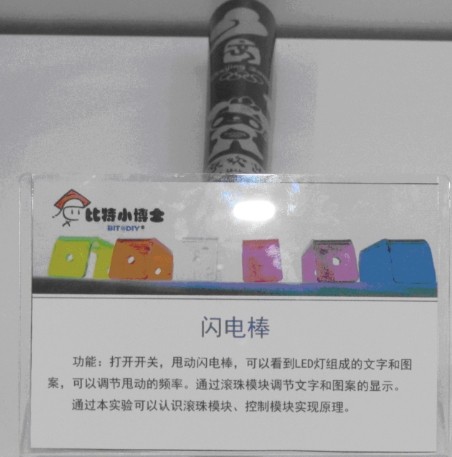 比特小博士
BIT@DIY
闪电棒
功能：打开开关，甩动闪电棒，可以看到LED灯组成的文字和图
案，可以调节甩动的频率。通过滚珠模块调节文字和图案的显示。
通过本实验可以认识滚珠模块、控制模块实现原理。